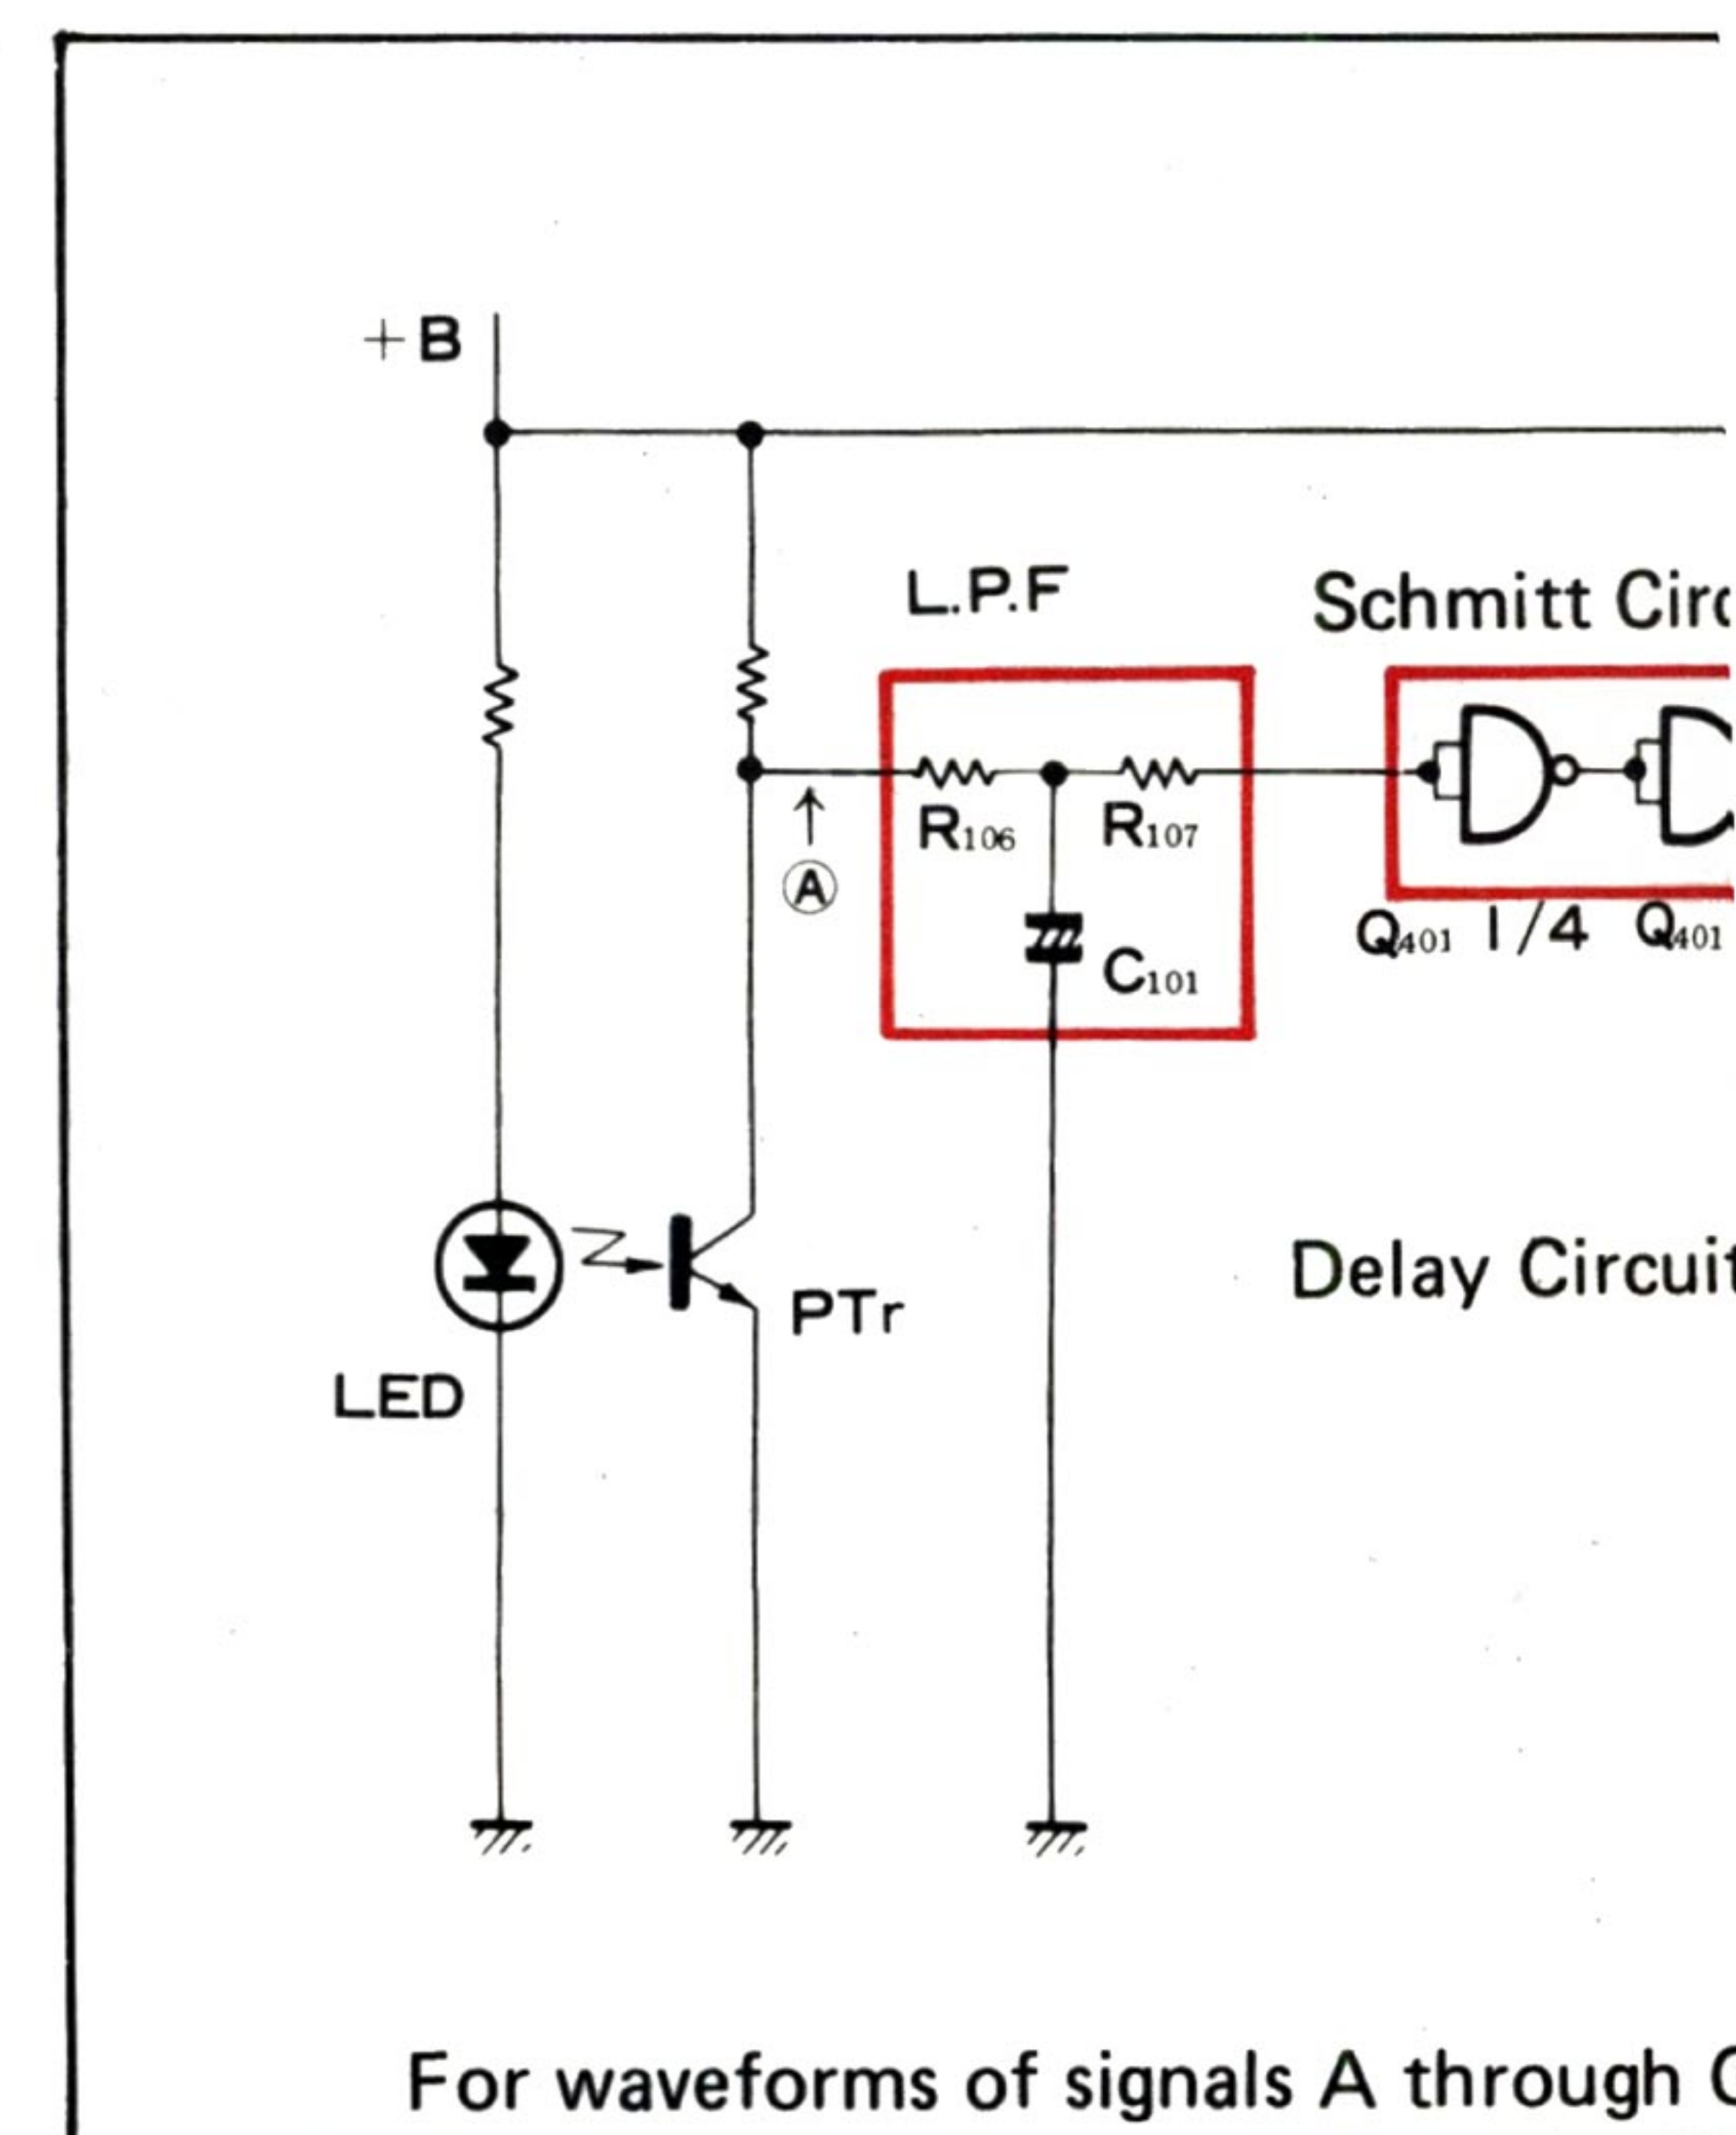 +B
L.P.F
Schmitt Circ
R106
R107
A
C101
Q401 1/4 Q401
Delay Circuit
PTr
LED
For waveforms of signals A through